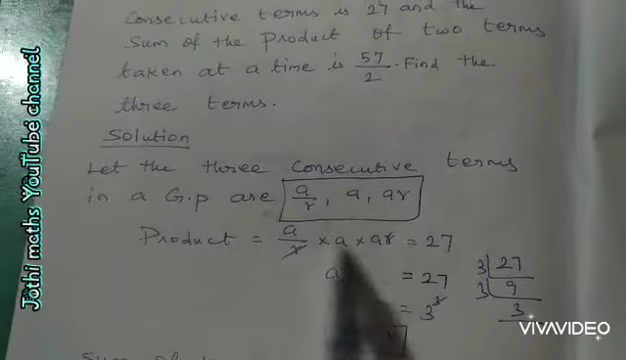 Consecutive terms is 27 and the
Sum of the Product of two terms
taken at a time is 57/2. Find the
three terms.
Solution
Let the three Consecutive terms
in a G.p are a/r, a, ar
Product = a/r × a × ar = 27
a = 27
= 3³
3 27
3 9
3
Jothi maths YouTube channel
VIVAVIDEO